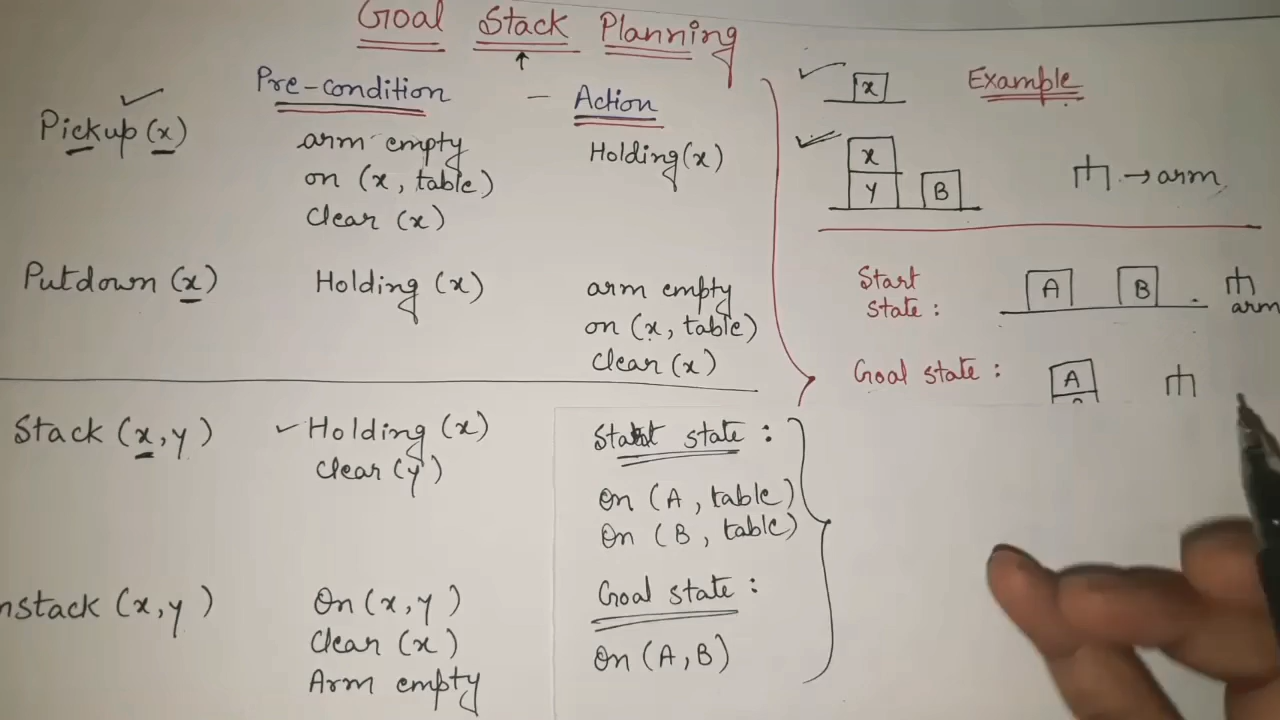 Goal Stack Planning
Pre-condition – Action
Pickup (x)
arm empty
on (x, table)
Clear (x)
Holding(x)
Putdown (x)
Holding (x)
arm empty
on (x, table)
Clear (x)
Stack (x,y)
Holding (x)
Clear(y)
nstack (x,y)
On(x,y)
Clear (x)
Arm empty
Example
x
x
y
B
→arm
Start
state:
A
B
arm
Goal state:
A
Start state:
On (A, table)
On (B, table)
Goal state:
On (A,B)